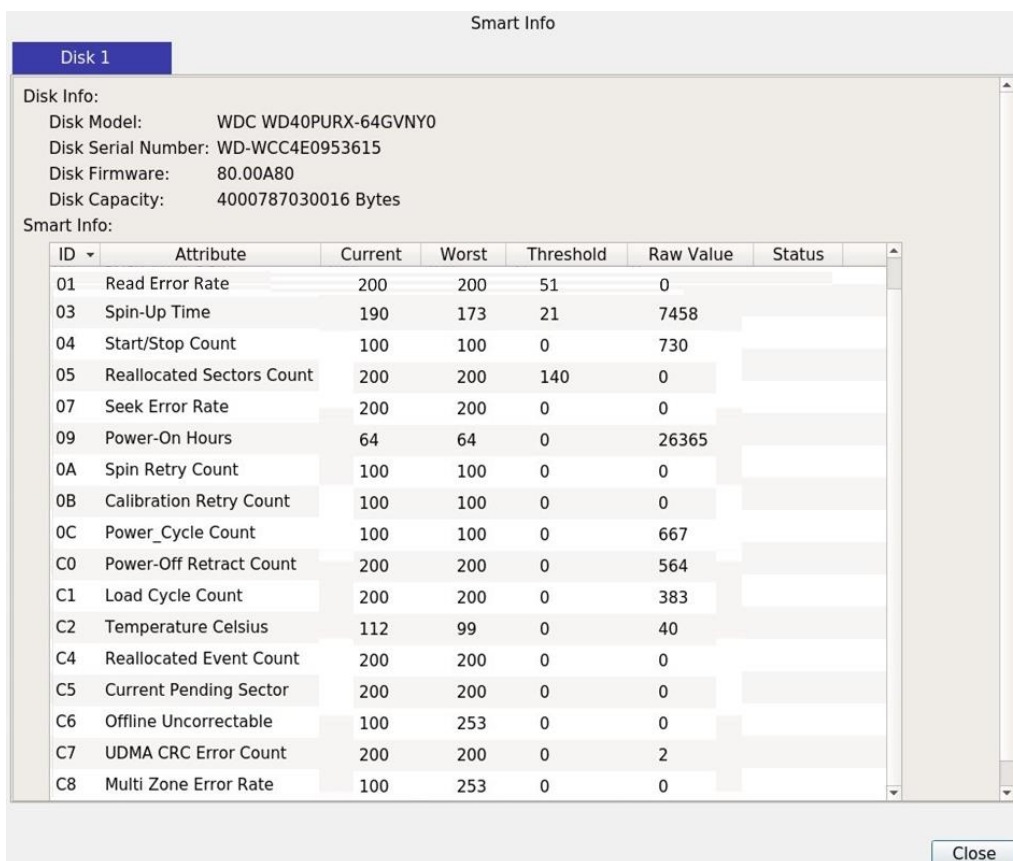 Smart Info
Disk 1
Disk Info:
Disk Model: WDC WD40PURX-64GVNY0
Disk Serial Number: WD-WCC4E0953615
Disk Firmware: 80.00A80
Disk Capacity: 4000787030016 Bytes
Smart Info:
ID Attribute Current Worst Threshold Raw Value Status
01 Read Error Rate 200 200 51 0
03 Spin-Up Time 190 173 21 7458
04 Start/Stop Count 100 100 0 730
05 Reallocated Sectors Count 200 200 140 0
07 Seek Error Rate 200 200 0 0
09 Power-On Hours 64 64 0 26365
0A Spin Retry Count 100 100 0 0
0B Calibration Retry Count 100 100 0 0
0C Power_Cycle Count 100 100 0 667
C0 Power-Off Retract Count 200 200 0 564
C1 Load Cycle Count 200 200 0 383
C2 Temperature Celsius 112 99 0 40
C4 Reallocated Event Count 200 200 0 0
C5 Current Pending Sector 200 200 0 0
C6 Offline Uncorrectable 100 253 0 0
C7 UDMA CRC Error Count 200 200 0 2
C8 Multi Zone Error Rate 100 253 0 0
Close